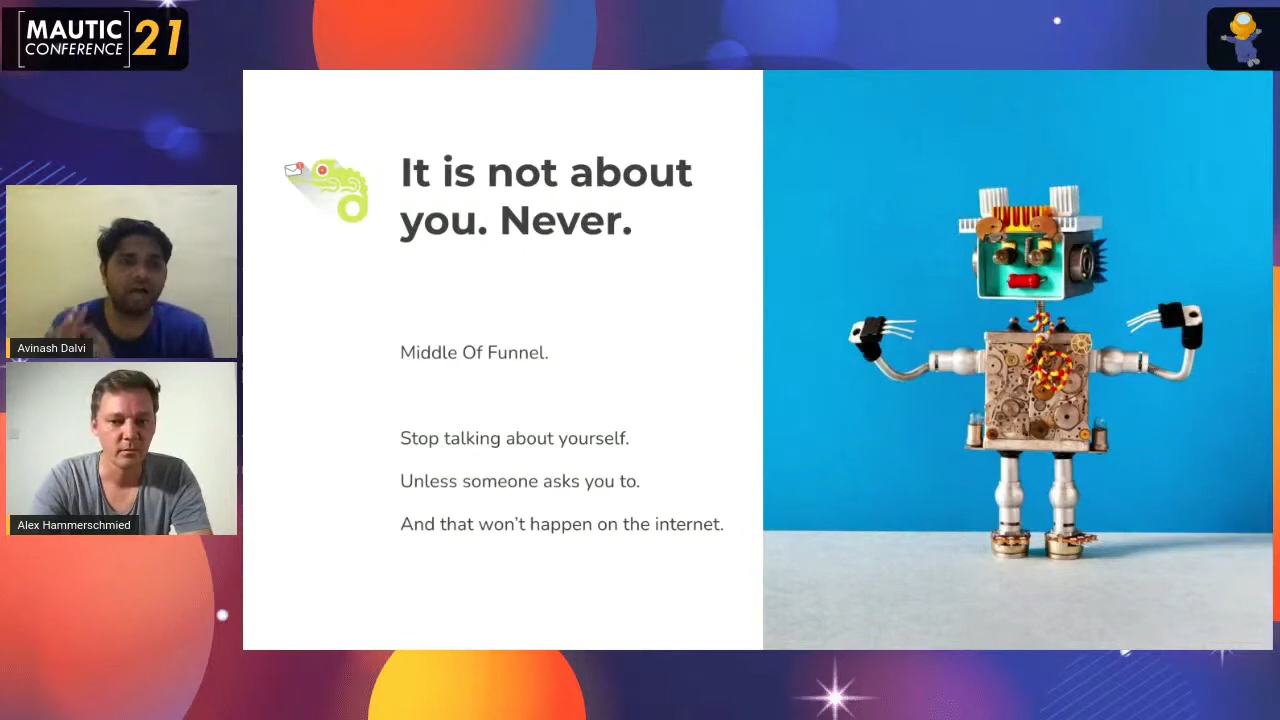 MAUTIC
CONFERENCE 21
It is not about
you. Never.
Middle Of Funnel.
Stop talking about yourself.
Unless someone asks you to.
And that won't happen on the internet.
Avinash Dalvi
Alex Hammerschmied